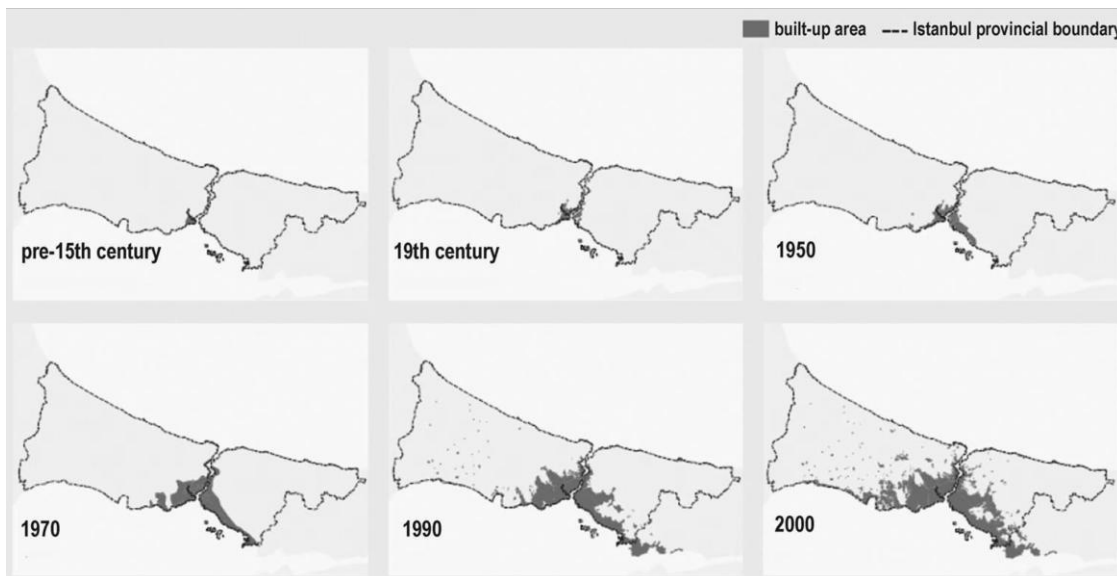 built-up area
Istanbul provincial boundary
pre-15th century
19th century
1950
1970
1990
2000